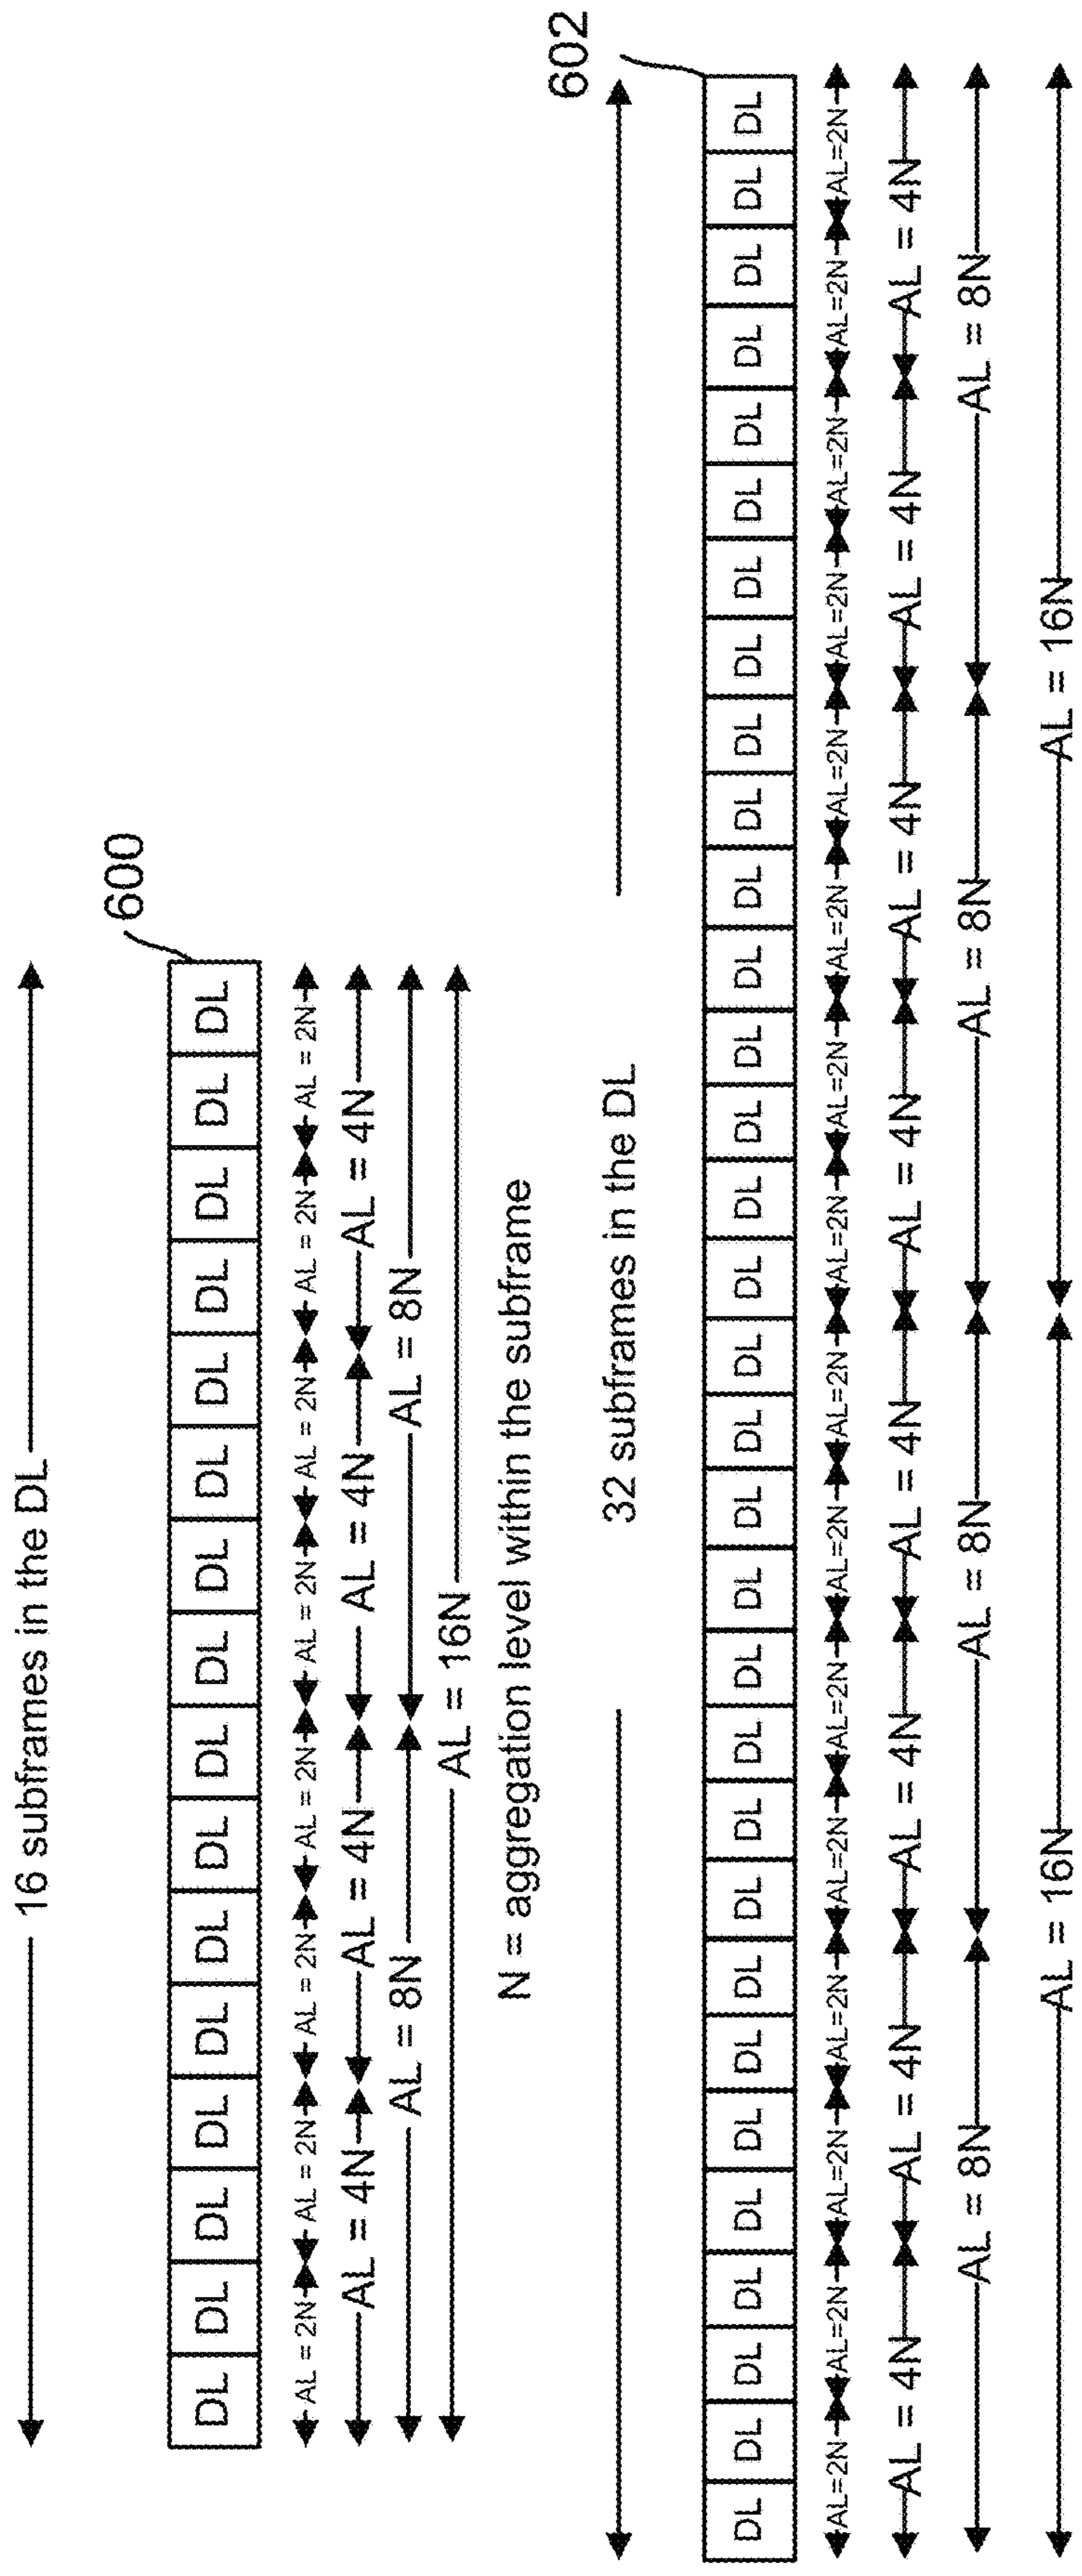 16 subframes in the DL
600
DL DL DL DL DL DL DL DL DL DL DL DL DL DL DL DL
AL = 2N AL = 2N AL = 2N AL = 2N AL = 2N AL = 2N AL = 2N AL = 2N
AL = 4N AL = 4N AL = 4N AL = 4N
AL = 8N AL = 8N
AL = 16N
N = aggregation level within the subframe
602
32 subframes in the DL
DL DL DL DL DL DL DL DL DL DL DL DL DL DL DL DL DL DL DL DL DL DL DL DL DL DL DL DL DL DL DL DL
AL=2N AL=2N AL=2N AL=2N AL=2N AL=2N AL=2N AL=2N AL=2N AL=2N AL=2N AL=2N AL=2N AL=2N AL=2N AL=2N
AL = 4N AL = 4N AL = 4N AL = 4N AL = 4N AL = 4N AL = 4N AL = 4N
AL = 8N AL = 8N AL = 8N AL = 8N
AL = 16N AL = 16N